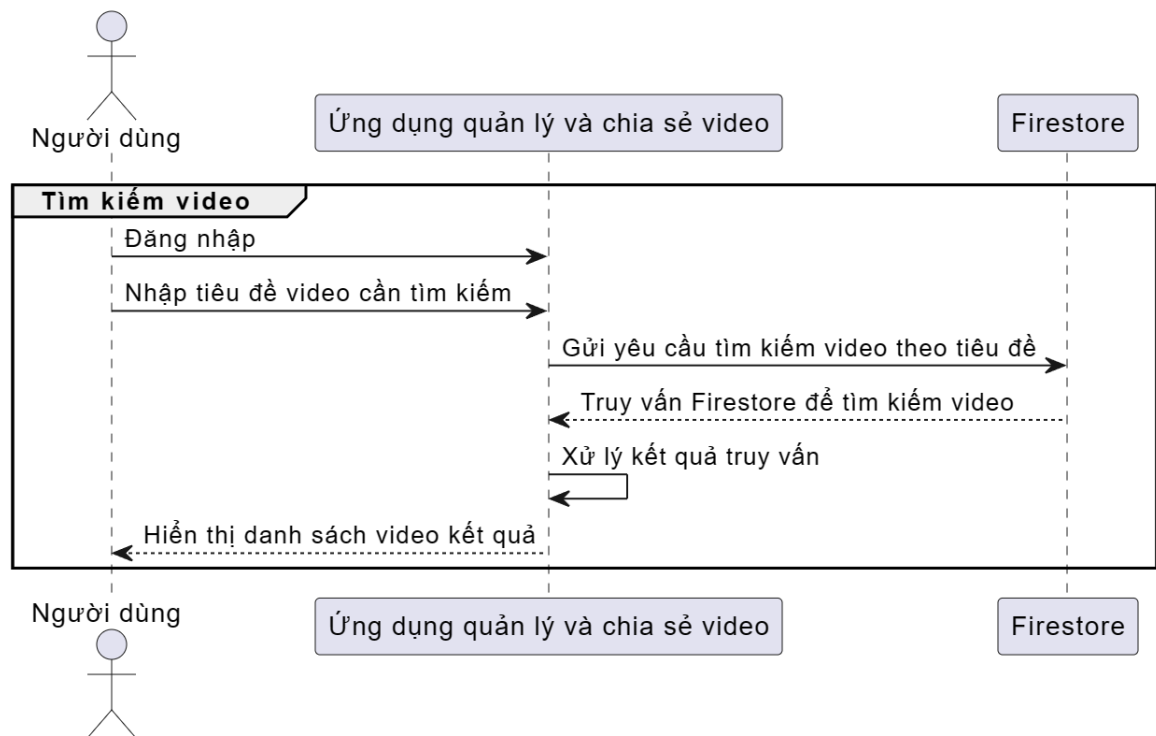 Người dùng
Ứng dụng quản lý và chia sẻ video
Firestore
Tìm kiếm video
Đăng nhập
Nhập tiêu đề video cần tìm kiếm
Gửi yêu cầu tìm kiếm video theo tiêu đề
Truy vấn Firestore để tìm kiếm video
Xử lý kết quả truy vấn
Hiển thị danh sách video kết quả
Người dùng
Ứng dụng quản lý và chia sẻ video
Firestore